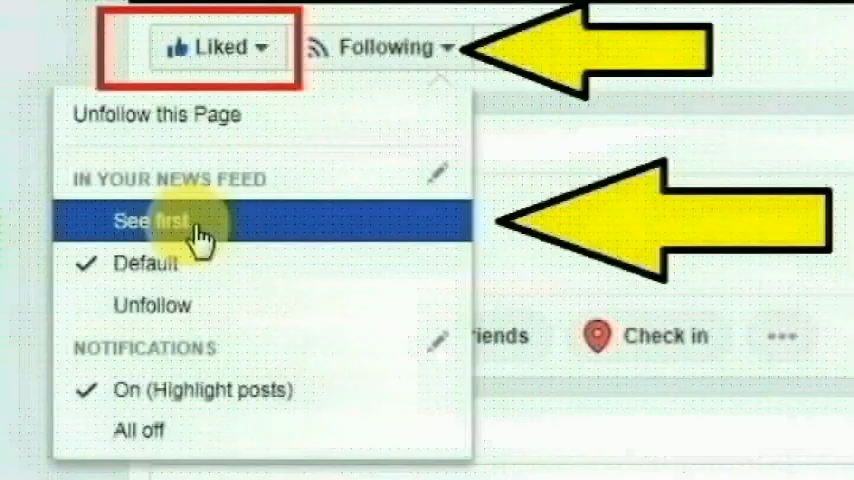 Liked Following
Unfollow this Page
IN YOUR NEWS FEED
See first
Default
Unfollow
NOTIFICATIONS
riends Check in
On (Highlight posts)
All off